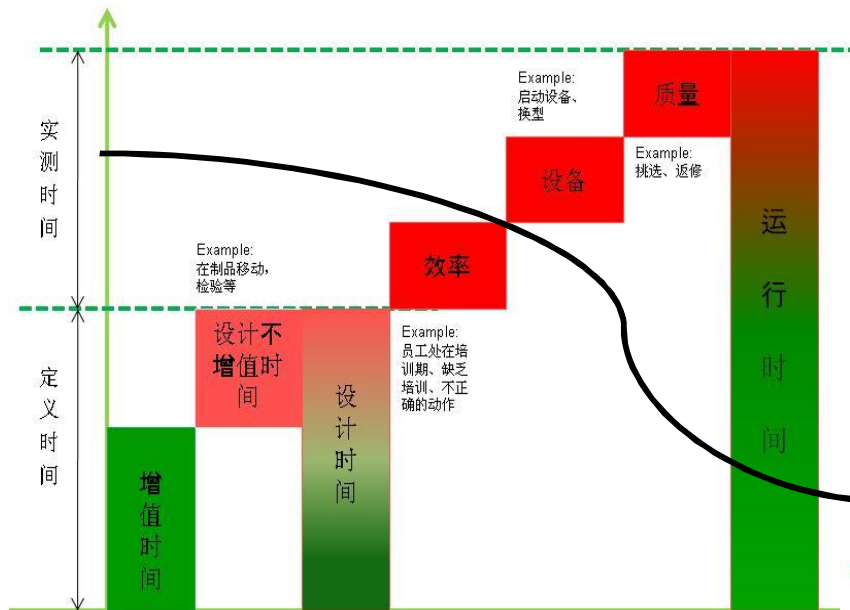 实测时间
定义时间
Example:
启动设备、
换型
质量
设备
Example:
挑选、返修
Example:
在制品移动，
检验等
效率
设计不
增值时
间
Example:
员工处在培
训期、缺乏
培训、不正
确的动作
增值时间
设计时间
运行时间